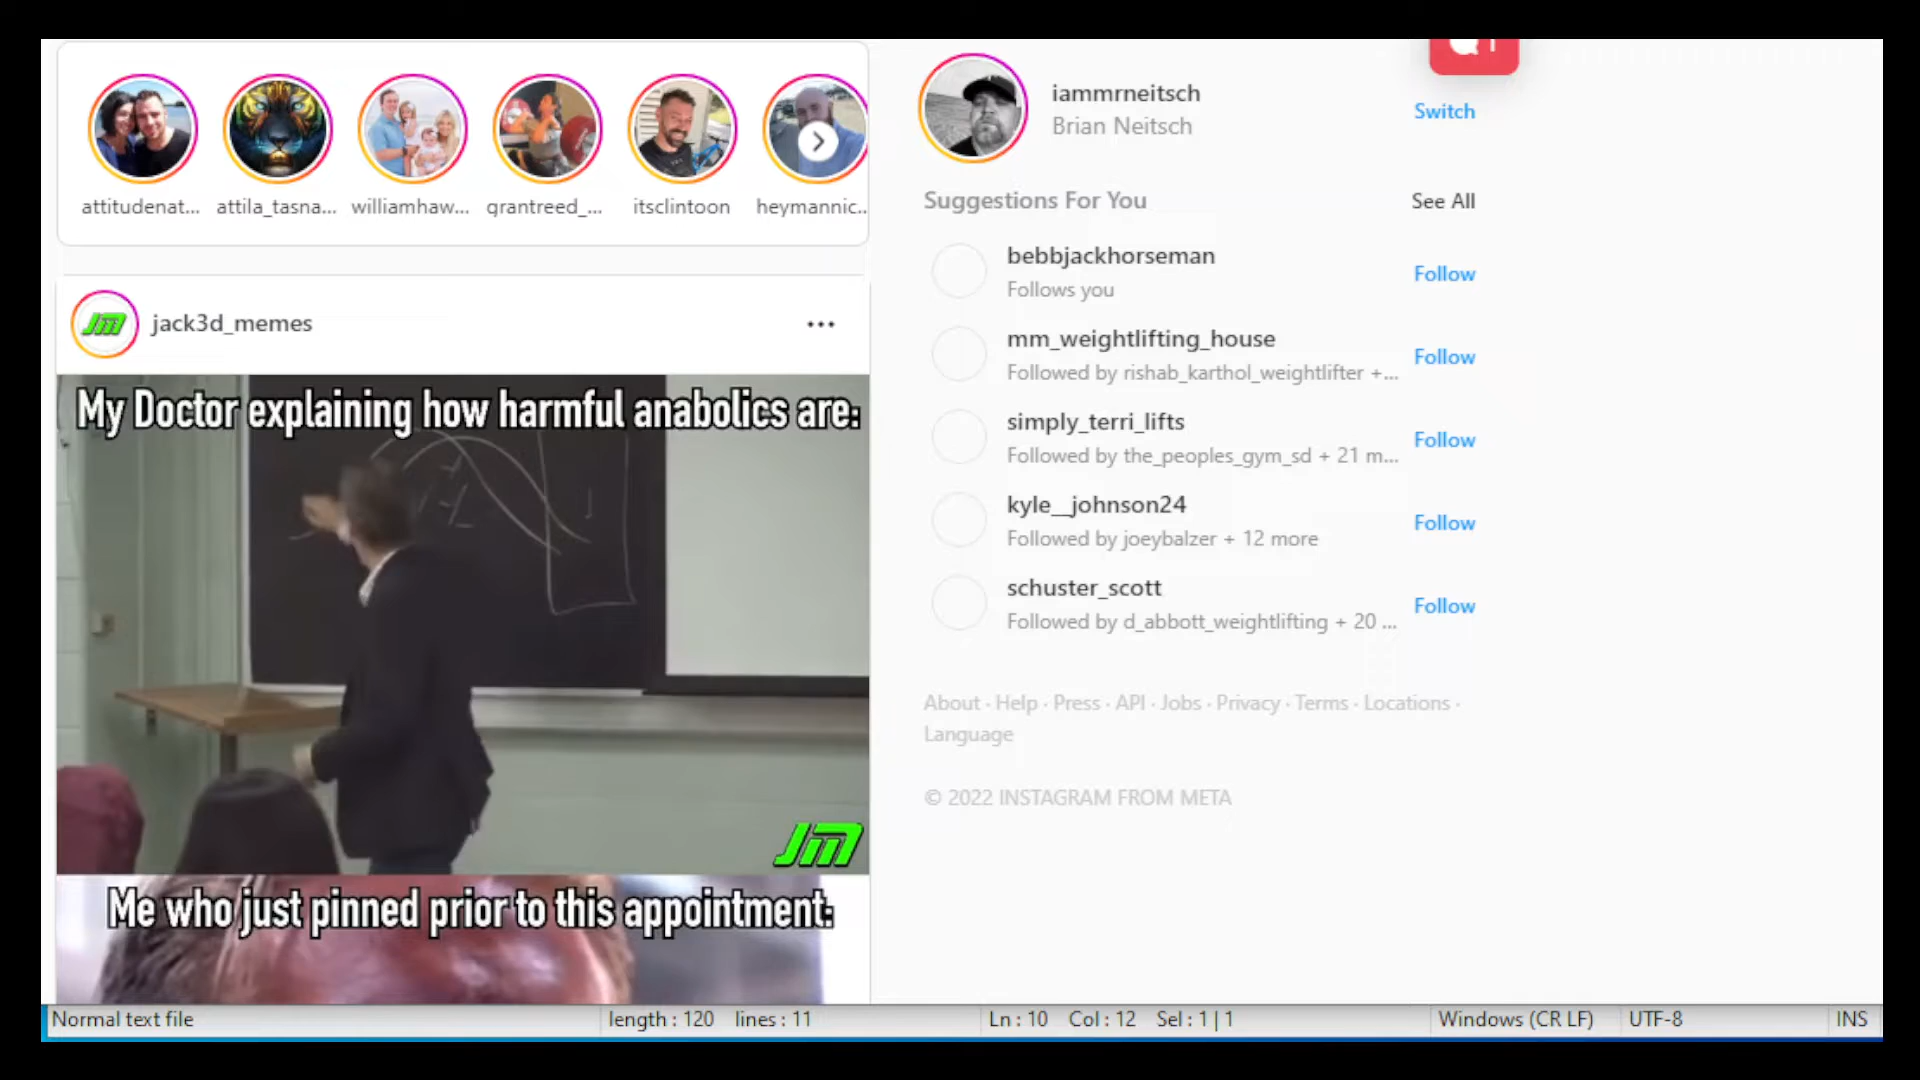 attitudenat...
attila_tasna...
williamhaw...
grantreed_...
itsclintoon
heymannic..
iammrneitsch
Brian Neitsch
Switch
Suggestions For You
See All
bebbjackhorseman
Follows you
Follow
mm_weightlifting_house
Followed by rishab_karthol_weightlifter +...
Follow
simply_terri_lifts
Followed by the_peoples_gym_sd + 21 m...
Follow
kyle__johnson24
Followed by joeybalzer + 12 more
Follow
schuster_scott
Followed by d_abbott_weightlifting + 20 ...
Follow
About · Help · Press · API · Jobs · Privacy · Terms · Locations ·
Language
© 2022 INSTAGRAM FROM META
JM
jack3d_memes
My Doctor explaining how harmful anabolics are:
JM
Me who just pinned prior to this appointment:
Normal text file
length : 120 lines : 11
Ln : 10 Col : 12 Sel : 1 | 1
Windows (CR LF)
UTF-8
INS